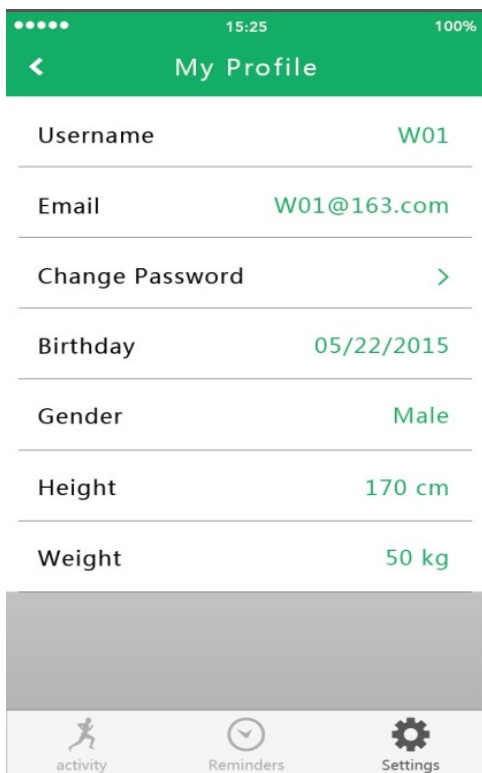 15:25 100%
My Profile
Username W01
Email W01@163.com
Change Password >
Birthday 05/22/2015
Gender Male
Height 170 cm
Weight 50 kg
activity Reminders Settings